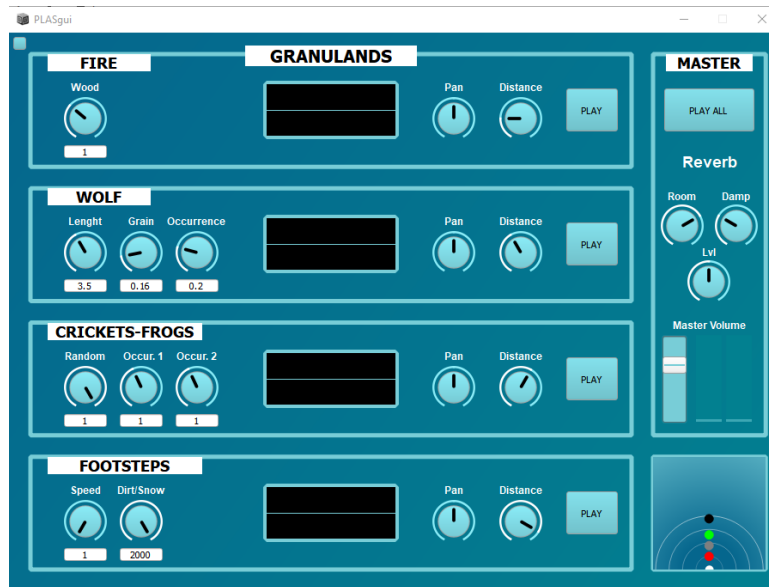 PLASgui
GRANULANDS
FIRE
Wood
1
Pan
Distance
PLAY
WOLF
Lenght
Grain
Occurrence
3.5
0.16
0.2
Pan
Distance
PLAY
CRICKETS-FROGS
Random
Occur. 1
Occur. 2
1
1
1
Pan
Distance
PLAY
FOOTSTEPS
Speed
Dirt/Snow
1
2000
Pan
Distance
PLAY
MASTER
PLAY ALL
Reverb
Room
Damp
Lvl
Master Volume